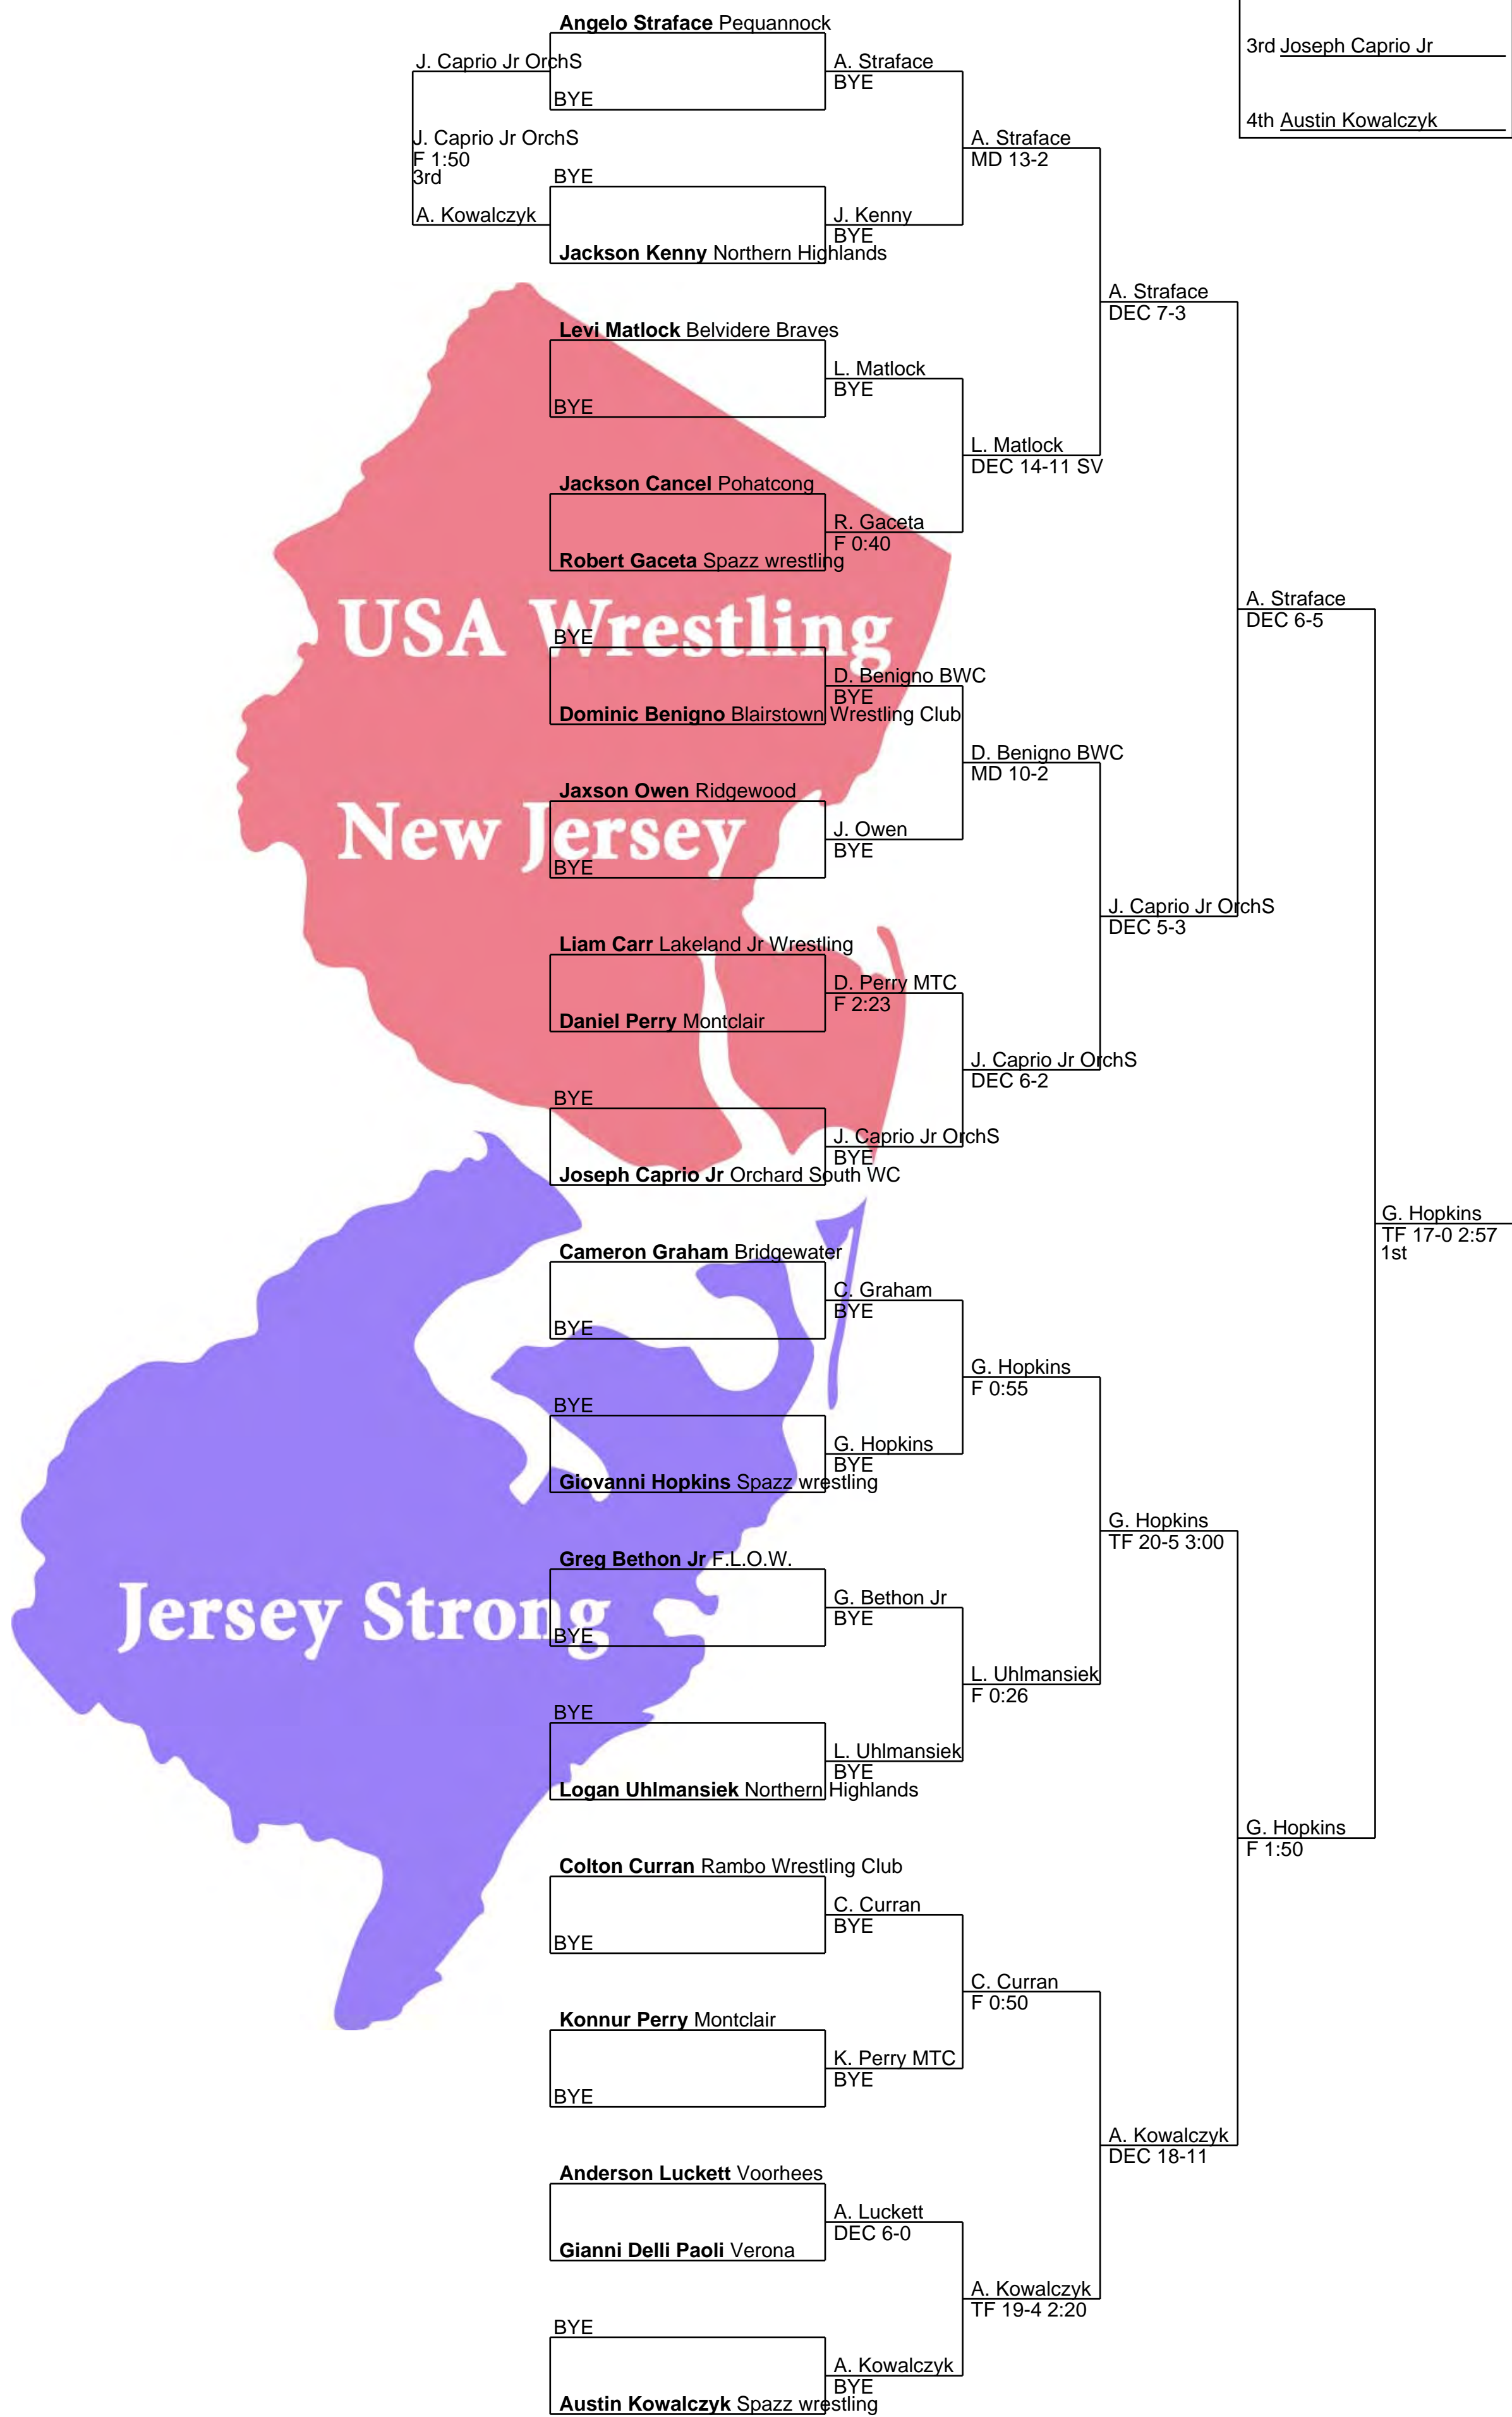 Angelo Straface Pequannock
3rd Joseph Caprio Jr
J. Caprio Jr OrchS
A. Straface
BYE
BYE
4th Austin Kowalczyk
J. Caprio Jr OrchS
F 1:50
3rd
A. Straface
MD 13-2
BYE
A. Kowalczyk
J. Kenny
BYE
Jackson Kenny Northern Highlands
A. Straface
DEC 7-3
Levi Matlock Belvidere Braves
L. Matlock
BYE
BYE
L. Matlock
DEC 14-11 SV
Jackson Cancel Pohatcong
R. Gaceta
F 0:40
Robert Gaceta Spazz wrestling
A. Straface
DEC 6-5
USA Wrestling
BYE
D. Benigno BWC
BYE
Dominic Benigno Blairstown Wrestling Club
D. Benigno BWC
MD 10-2
Jaxson Owen Ridgewood
New Jersey
J. Owen
BYE
BYE
J. Caprio Jr OrchS
DEC 5-3
Liam Carr Lakeland Jr Wrestling
D. Perry MTC
F 2:23
Daniel Perry Montclair
J. Caprio Jr OrchS
DEC 6-2
BYE
J. Caprio Jr OrchS
BYE
Joseph Caprio Jr Orchard South WC
G. Hopkins
TF 17-0 2:57
1st
Cameron Graham Bridgewater
C. Graham
BYE
BYE
G. Hopkins
F 0:55
BYE
G. Hopkins
BYE
Giovanni Hopkins Spazz wrestling
G. Hopkins
TF 20-5 3:00
Greg Bethon Jr F.L.O.W.
G. Bethon Jr
BYE
Jersey Strong
BYE
L. Uhlmansiek
F 0:26
BYE
L. Uhlmansiek
BYE
Logan Uhlmansiek Northern Highlands
G. Hopkins
F 1:50
Colton Curran Rambo Wrestling Club
C. Curran
BYE
BYE
C. Curran
F 0:50
Konnur Perry Montclair
K. Perry MTC
BYE
BYE
A. Kowalczyk
DEC 18-11
Anderson Luckett Voorhees
A. Luckett
DEC 6-0
Gianni Delli Paoli Verona
A. Kowalczyk
TF 19-4 2:20
BYE
A. Kowalczyk
BYE
Austin Kowalczyk Spazz wrestling